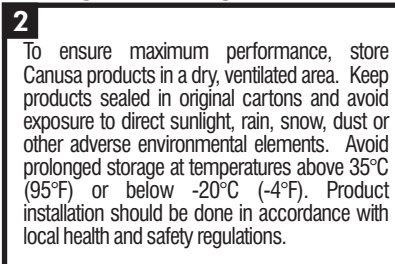 2
To ensure maximum performance, store
Canusa products in a dry, ventilated area. Keep
products sealed in original cartons and avoid
exposure to direct sunlight, rain, snow, dust or
other adverse environmental elements. Avoid
prolonged storage at temperatures above 35°C
(95°F) or below -20°C (-4°F). Product
installation should be done in accordance with
local health and safety regulations.